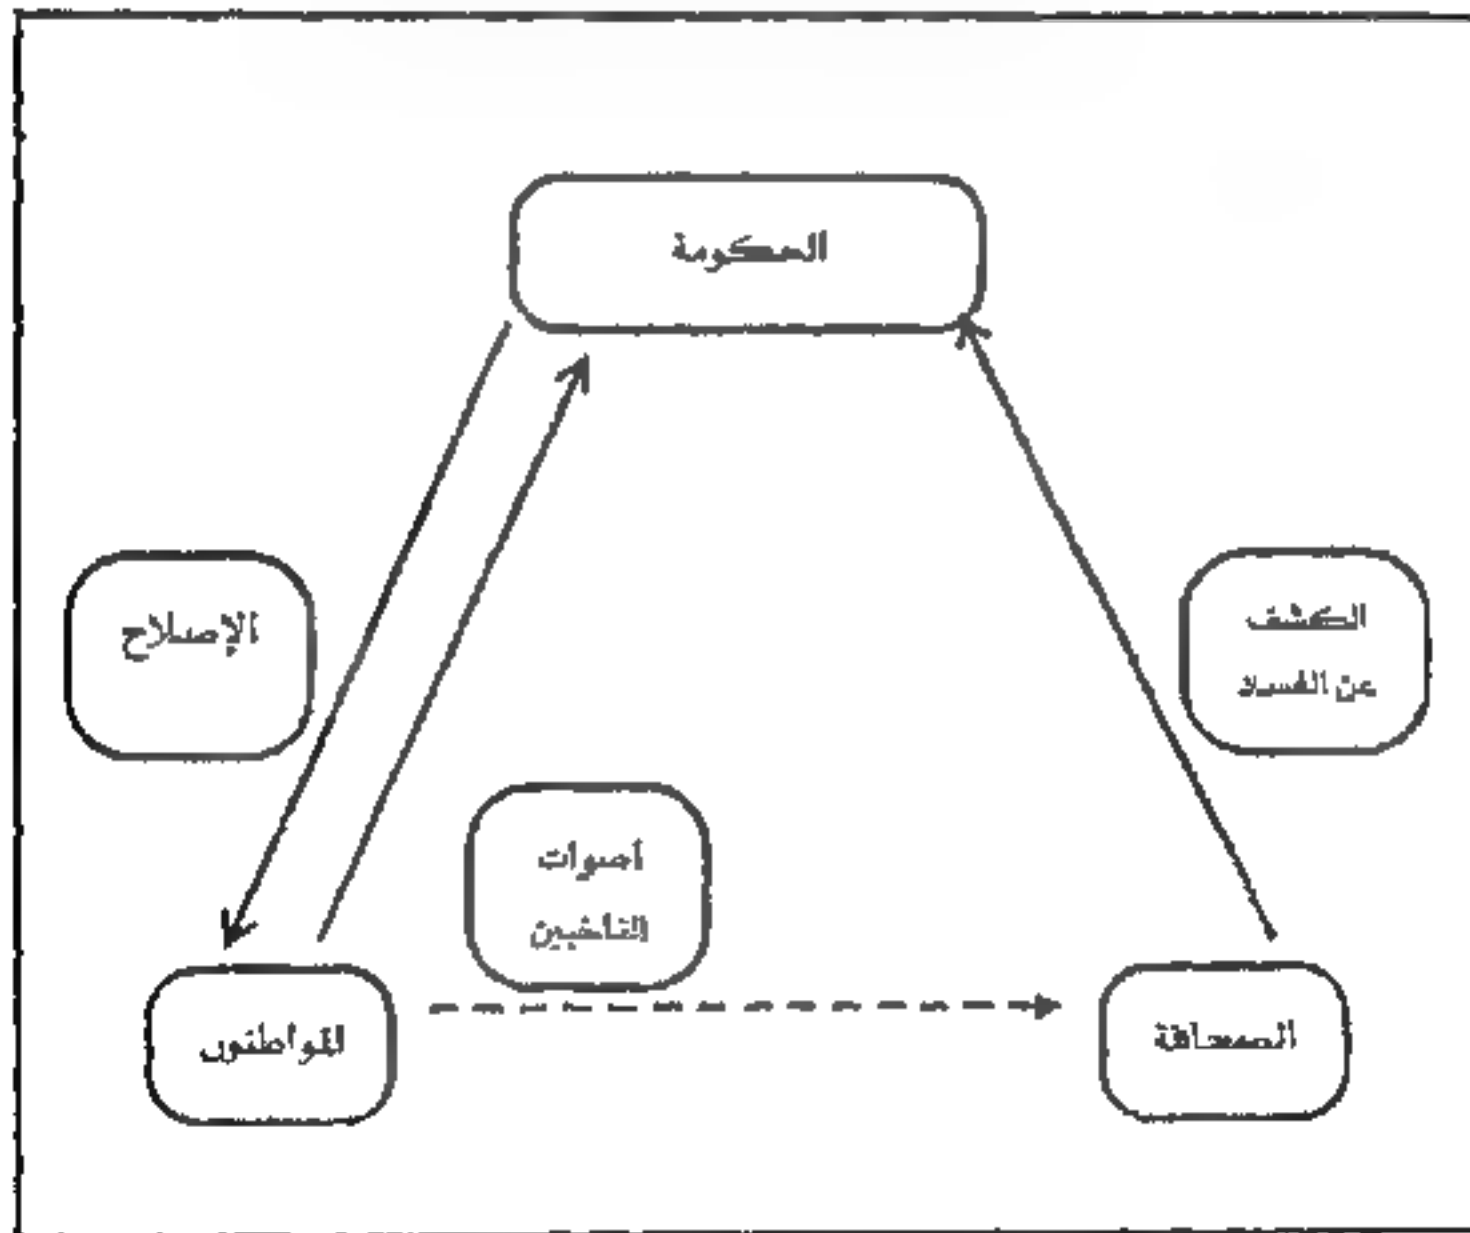 الحكومة
الإصلاح
الكشف
عن الفساد
أصوات
الناخبين
المواطنون
الصحافة